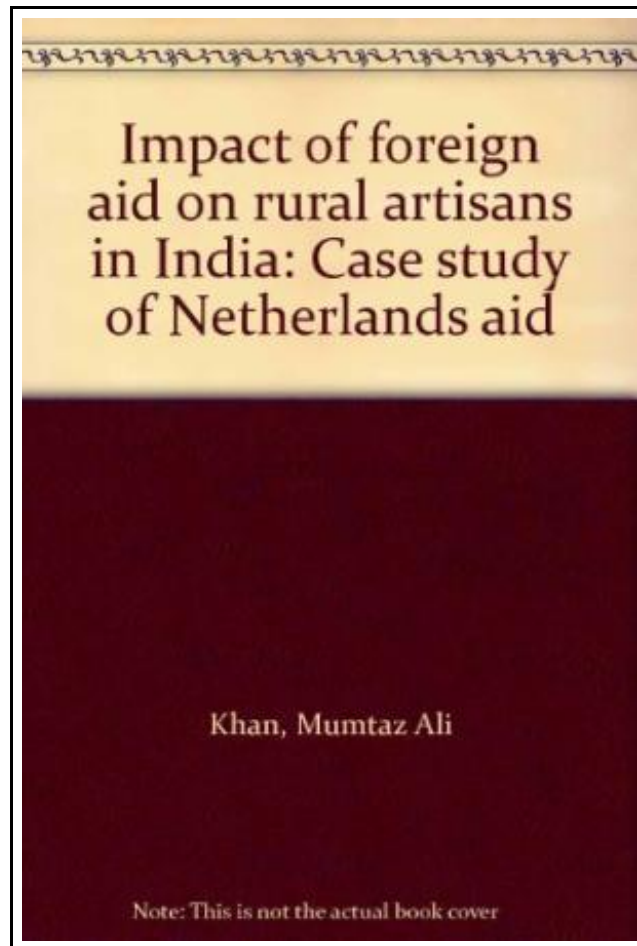 Impact of foreign
aid on rural artisans
in India: Case study
of Netherlands aid
Khan, Mumtaz Ali
Note: This is not the actual book cover